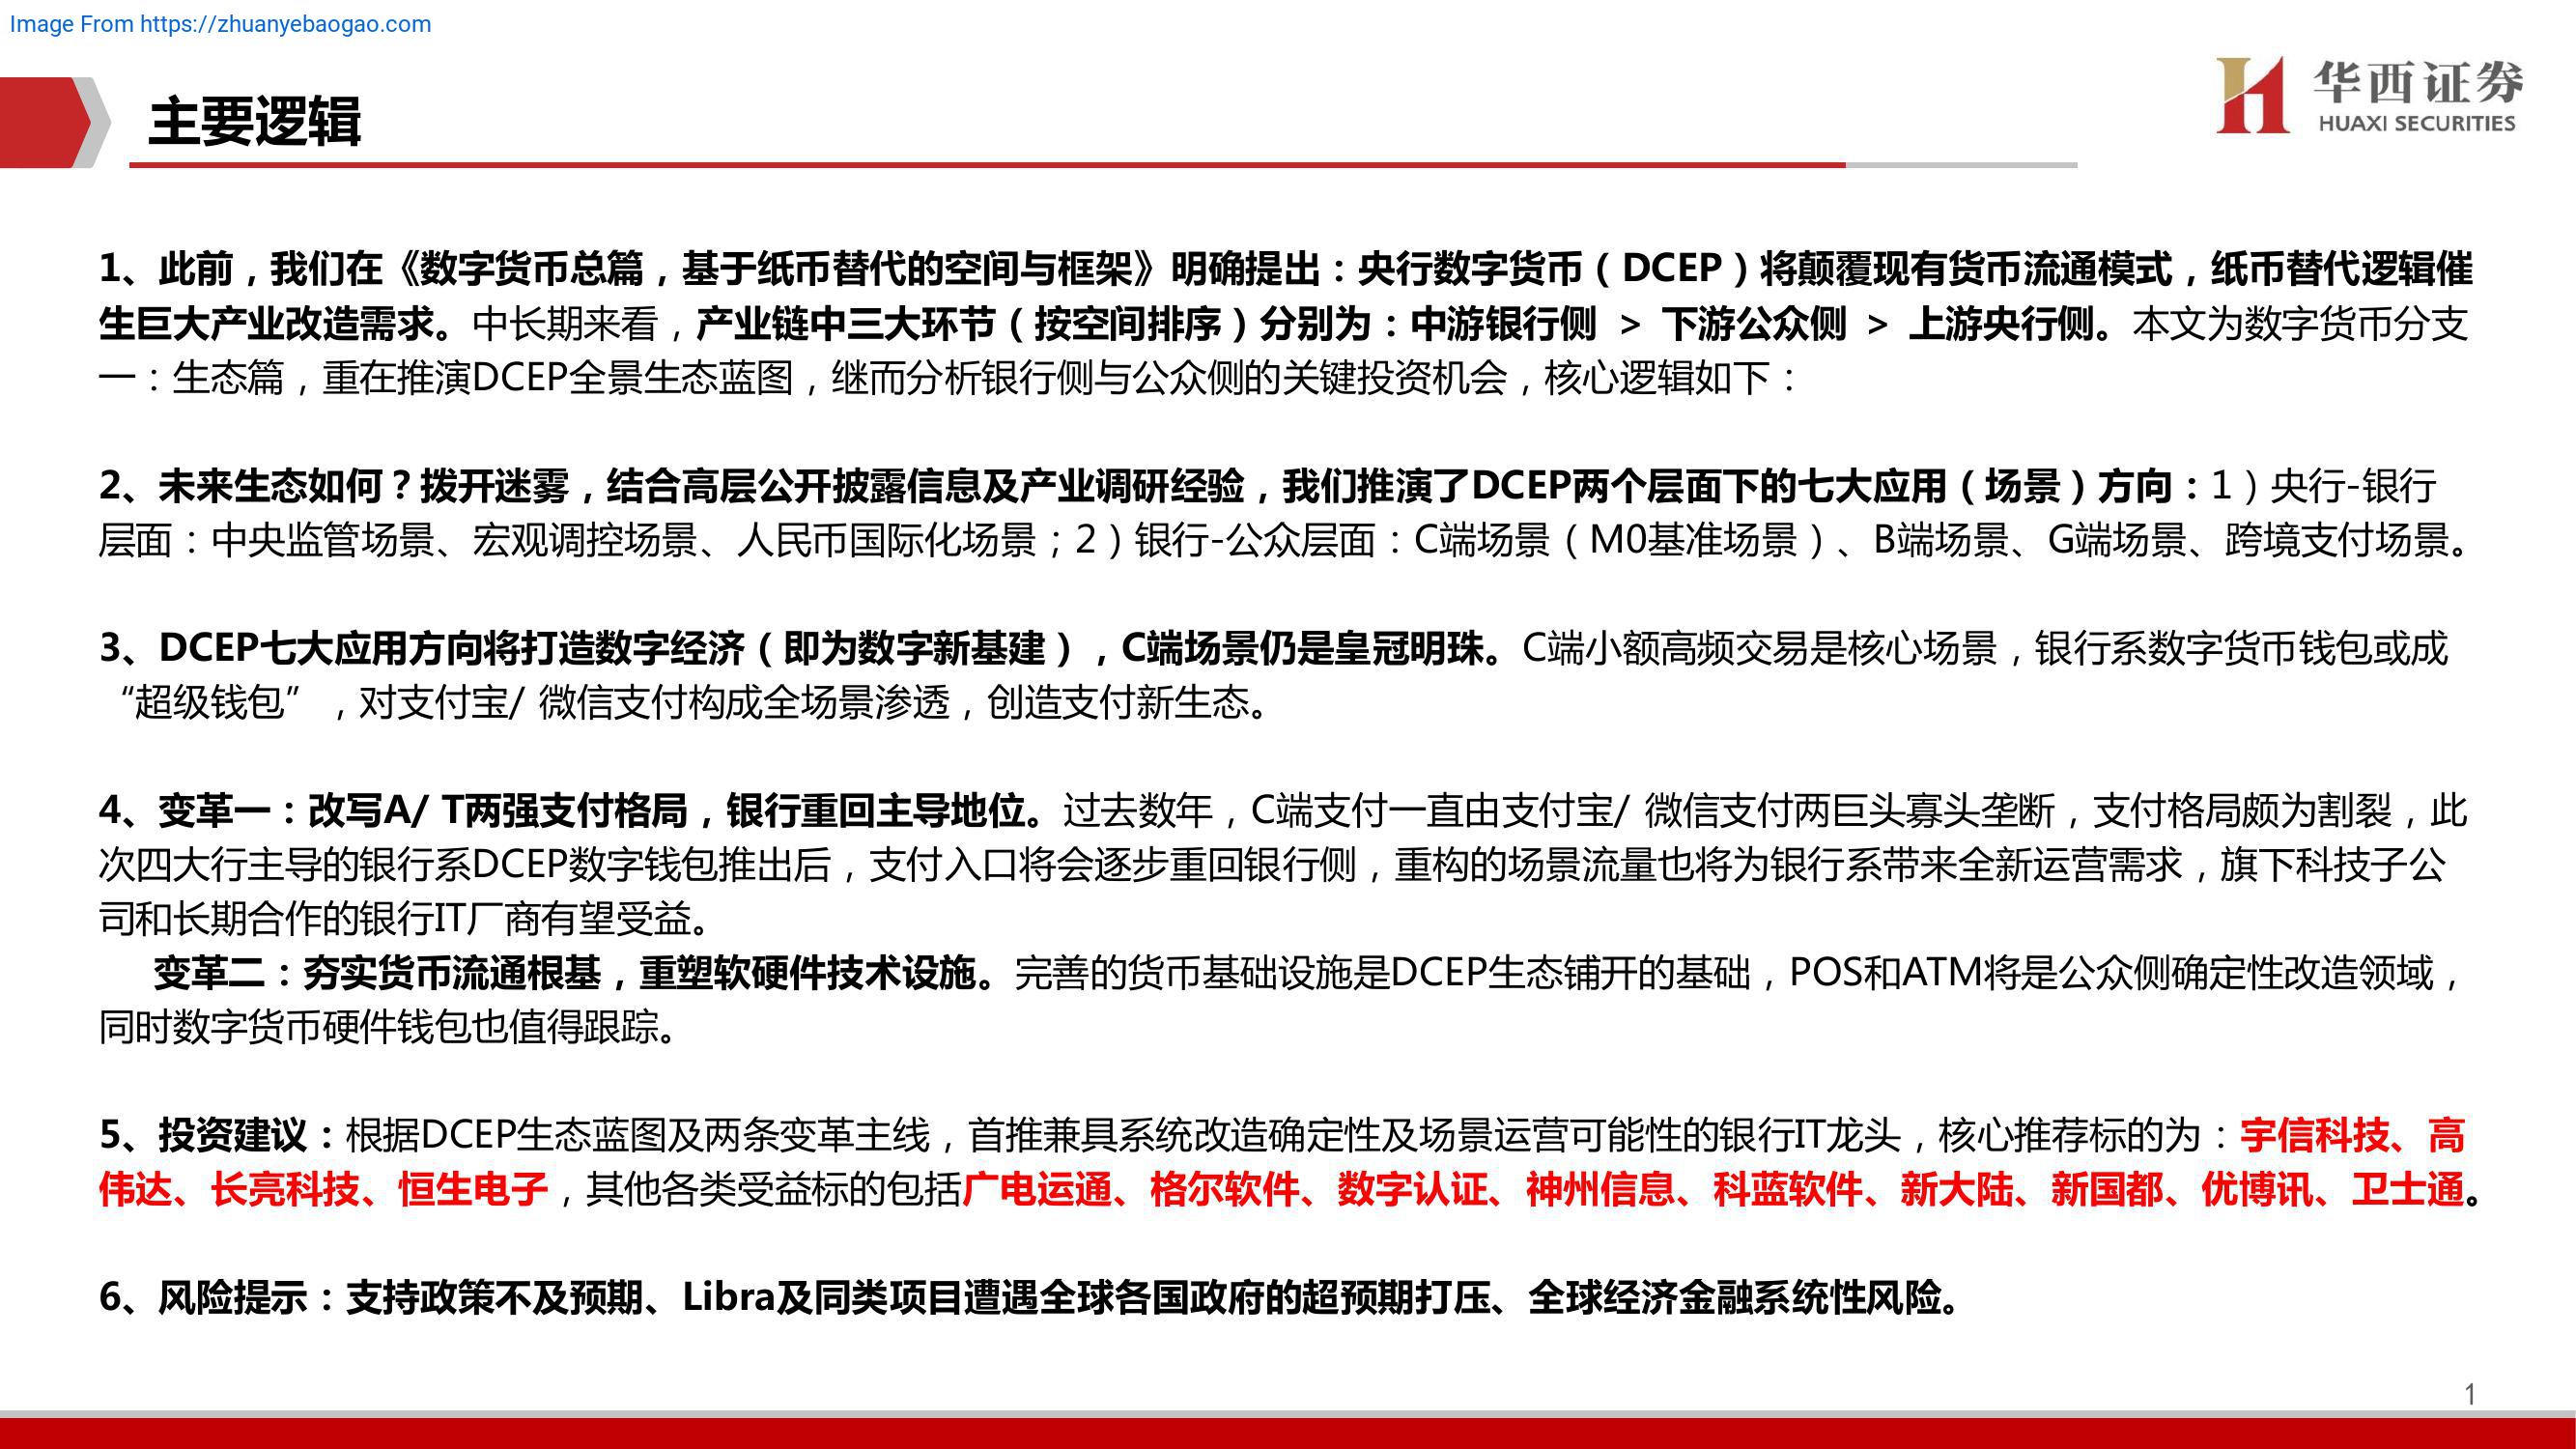 Image From https://zhuanyebaogao.com
华西证券
HUAXI SECURITIES
主要逻辑
1、此前，我们在《数字货币总篇，基于纸币替代的空间与框架》明确提出：央行数字货币（DCEP）将颠覆现有货币流通模式，纸币替代逻辑催
生巨大产业改造需求。中长期来看，产业链中三大环节（按空间排序）分别为：中游银行侧 > 下游公众侧 > 上游央行侧。本文为数字货币分支
一：生态篇，重在推演DCEP全景生态蓝图，继而分析银行侧与公众侧的关键投资机会，核心逻辑如下：
2、未来生态如何？拨开迷雾，结合高层公开披露信息及产业调研经验，我们推演了DCEP两个层面下的七大应用（场景）方向：1）央行-银行
层面：中央监管场景、宏观调控场景、人民币国际化场景；2）银行-公众层面：C端场景（M0基准场景）、B端场景、G端场景、跨境支付场景。
3、DCEP七大应用方向将打造数字经济（即为数字新基建），C端场景仍是皇冠明珠。C端小额高频交易是核心场景，银行系数字货币钱包或成
“超级钱包”，对支付宝/ 微信支付构成全场景渗透，创造支付新生态。
4、变革一：改写A/ T两强支付格局，银行重回主导地位。过去数年，C端支付一直由支付宝/ 微信支付两巨头寡头垄断，支付格局颇为割裂，此
次四大行主导的银行系DCEP数字钱包推出后，支付入口将会逐步重回银行侧，重构的场景流量也将为银行系带来全新运营需求，旗下科技子公
司和长期合作的银行IT厂商有望受益。
变革二：夯实货币流通根基，重塑软硬件技术设施。完善的货币基础设施是DCEP生态铺开的基础，POS和ATM将是公众侧确定性改造领域，
同时数字货币硬件钱包也值得跟踪。
5、投资建议：根据DCEP生态蓝图及两条变革主线，首推兼具系统改造确定性及场景运营可能性的银行IT龙头，核心推荐标的为：宇信科技、高
伟达、长亮科技、恒生电子，其他各类受益标的包括广电运通、格尔软件、数字认证、神州信息、科蓝软件、新大陆、新国都、优博讯、卫士通。
6、风险提示：支持政策不及预期、Libra及同类项目遭遇全球各国政府的超预期打压、全球经济金融系统性风险。
1